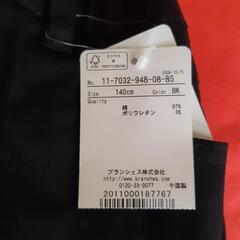 No. 11-7032-948-08-85
Size 140cm Color BK
Quality
綿 97%
ポリウレタン 3%
ブランシェス株式会社
www.branshes.com
0120-33-9077 中国製
2011000187767